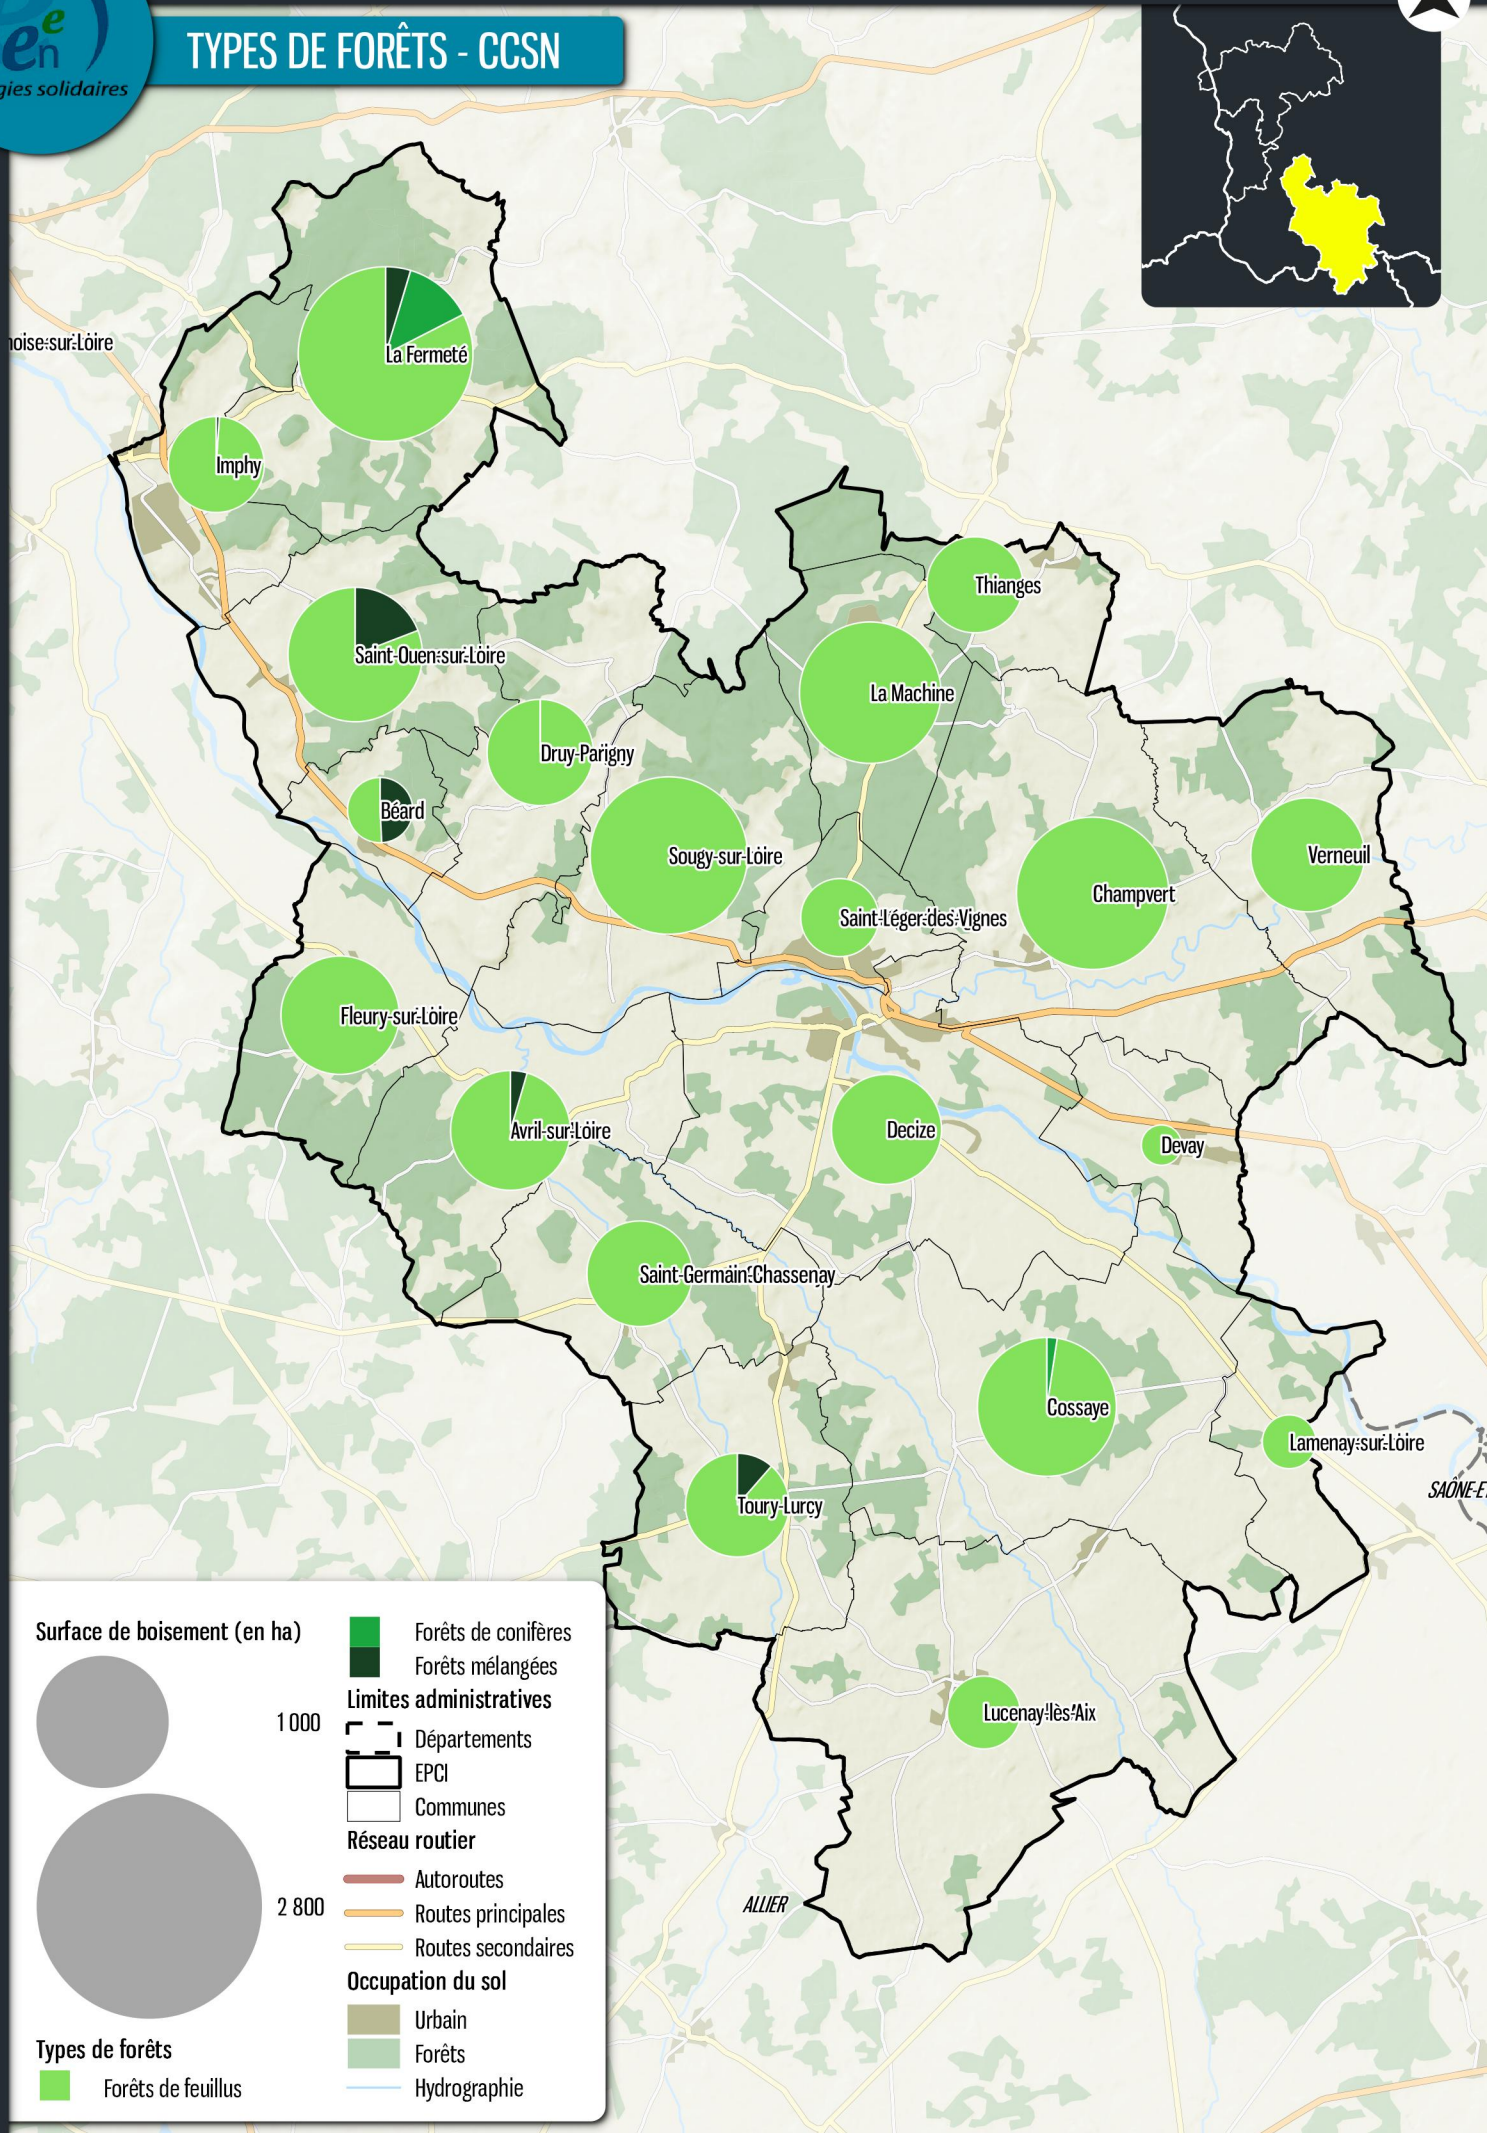 en
gies solidaires
TYPES DE FORÊTS - CCSN
oise-sur-Loire
La Fermeté
Imphy
Thianges
Saint-Ouen-sur-Loire
La Machine
Druy-Parigny
Béard
Sougy-sur-Loire
Verneuil
Champvert
Saint-Léger-des-Vignes
Fleury-sur-Loire
Avril-sur-Loire
Decize
Devay
Saint-Germain-Chassenay
Cossaye
Lamenay-sur-Loire
SAÔNE-E
Toury-Lurcy
Lucenay-lès-Aix
ALLIER
Surface de boisement (en ha)
1 000
2 800
Types de forêts
Forêts de feuillus
Forêts de conifères
Forêts mélangées
Limites administratives
Départements
EPCI
Communes
Réseau routier
Autoroutes
Routes principales
Routes secondaires
Occupation du sol
Urbain
Forêts
Hydrographie